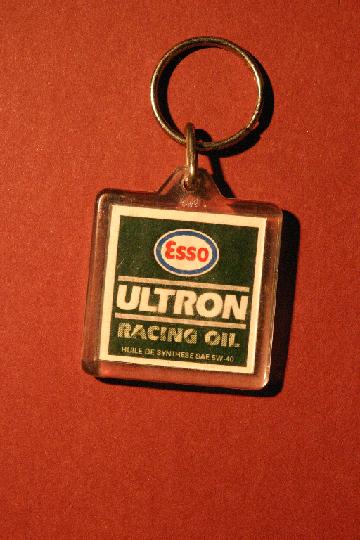 Esso
ULTRON
RACING OIL
HUILE DE SYNTHESE SAE 5W-40